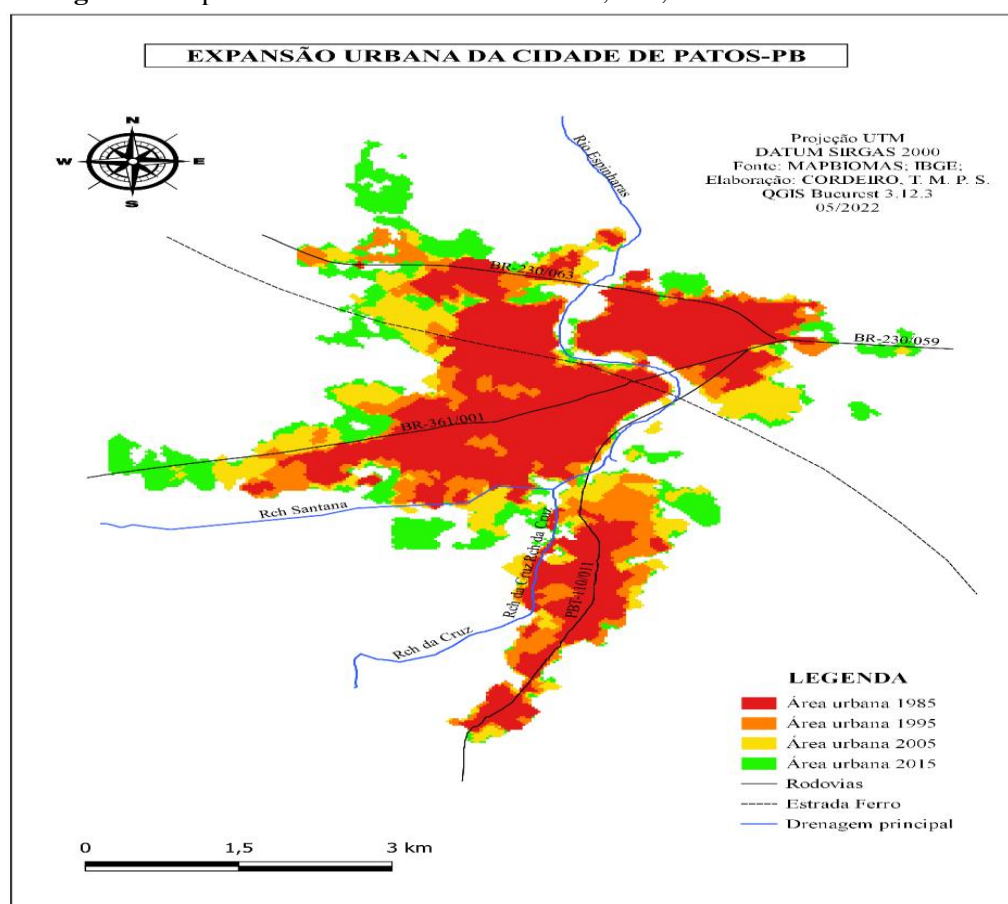 EXPANSÃO URBANA DA CIDADE DE PATOS-PB
N
W
E
S
Projeção UTM
DATUM SIRGAS 2000
Fonte: MAPBIOMAS; IBGE;
Elaboração: CORDEIRO, T. M. P. S.
QGIS Bucurest 3.12.3
05/2022
Rio Espinharas
BR-230/063
BR-230/059
BR-361/001
Rch Santana
Rch da Cruz
Rch da Cruz
PBT-110/011
Rch da Cruz
LEGENDA
Área urbana 1985
Área urbana 1995
Área urbana 2005
Área urbana 2015
Rodovias
Estrada Ferro
Drenagem principal
0
1,5
3 km